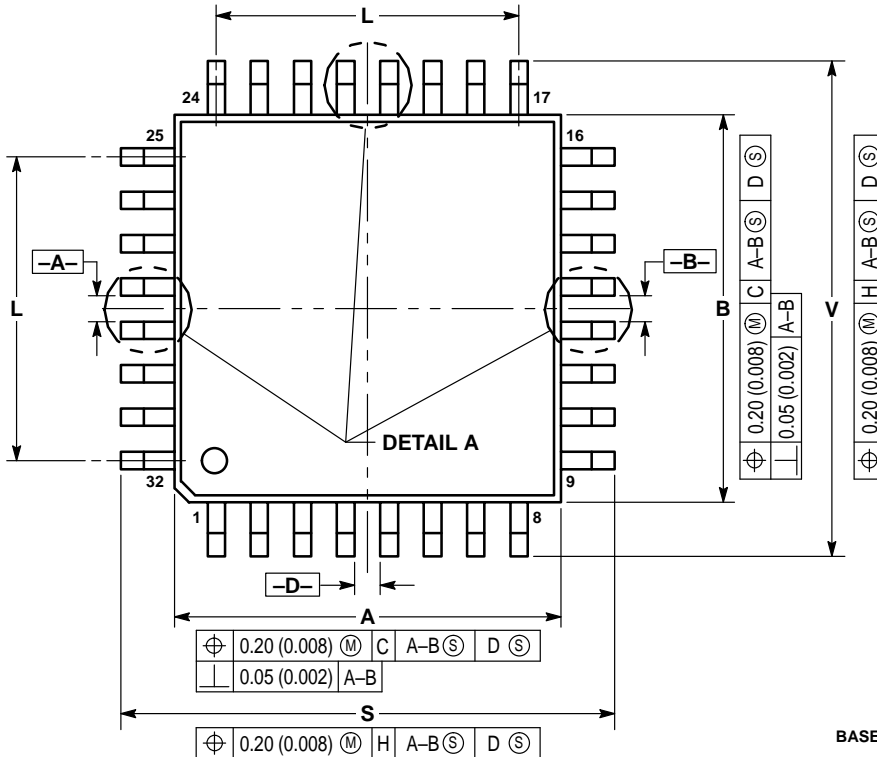 L
24
17
25
16
–A–
–B–
L
B
V
⌖ 0.20 (0.008) Ⓜ C A–B Ⓢ D Ⓢ
⊥ 0.05 (0.002) A–B
⌖ 0.20 (0.008) Ⓜ H A–B Ⓢ D Ⓢ
DETAIL A
32
9
1
8
–D–
A
⌖ 0.20 (0.008) Ⓜ C A–B Ⓢ D Ⓢ
⊥ 0.05 (0.002) A–B
S
⌖ 0.20 (0.008) Ⓜ H A–B Ⓢ D Ⓢ
BASE